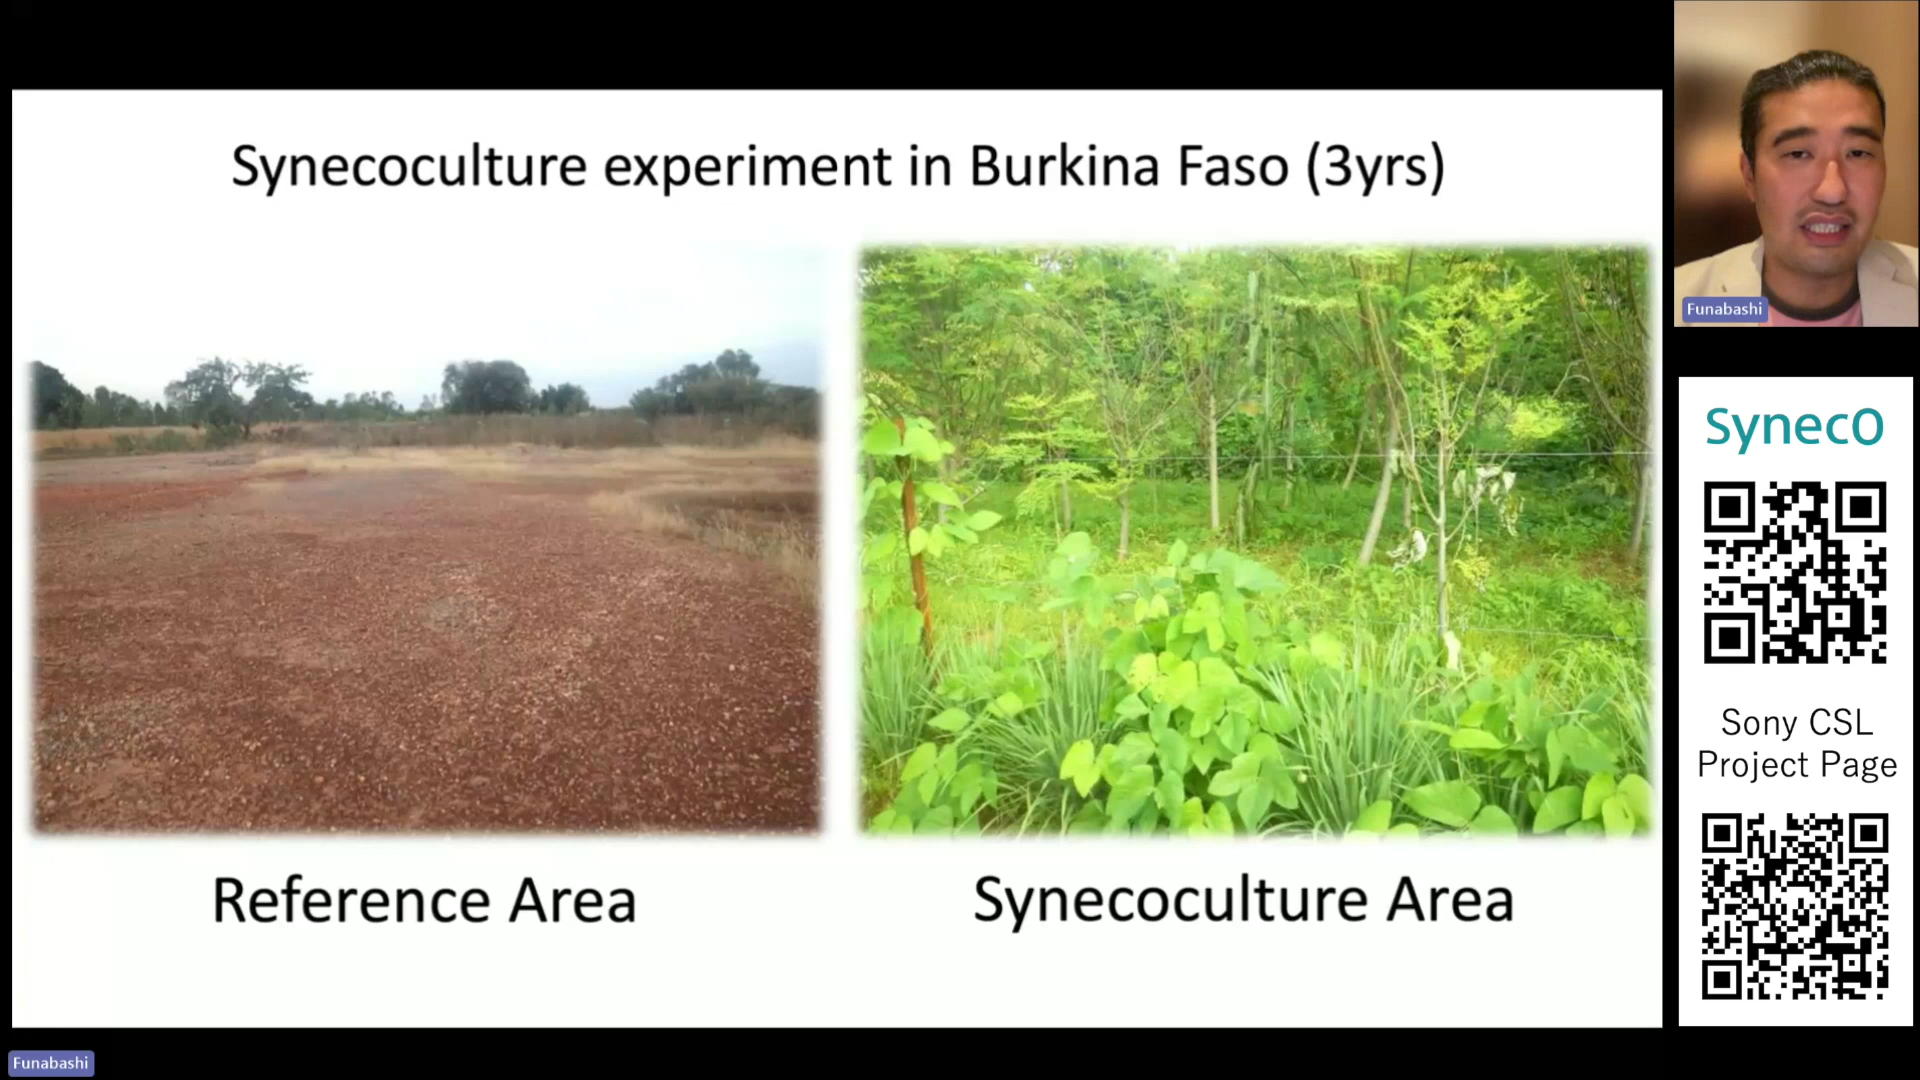 Synecoculture experiment in Burkina Faso (3yrs)
Reference Area
Synecoculture Area
Funabashi
SynecO
Sony CSL
Project Page
Funabashi